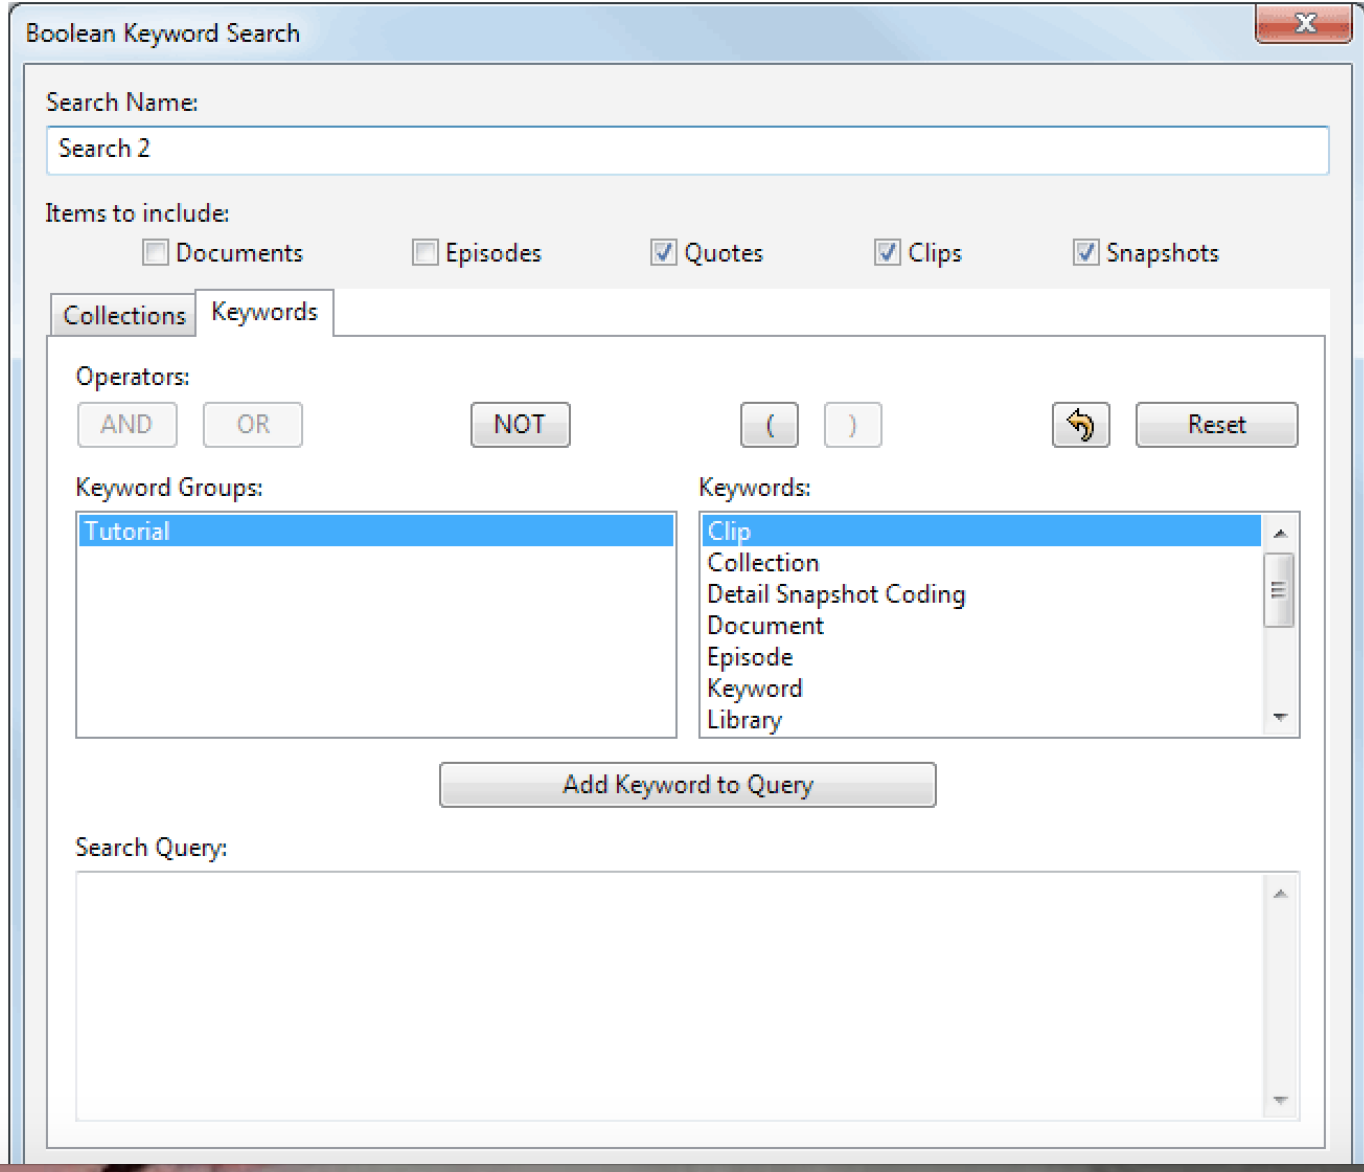 Boolean Keyword Search
Search Name:
Search 2
Items to include:
Documents Episodes Quotes Clips Snapshots
Collections Keywords
Operators:
AND OR NOT ( ) Reset
Keyword Groups: Keywords:
Tutorial Clip
Collection
Detail Snapshot Coding
Document
Episode
Keyword
Library
Add Keyword to Query
Search Query: